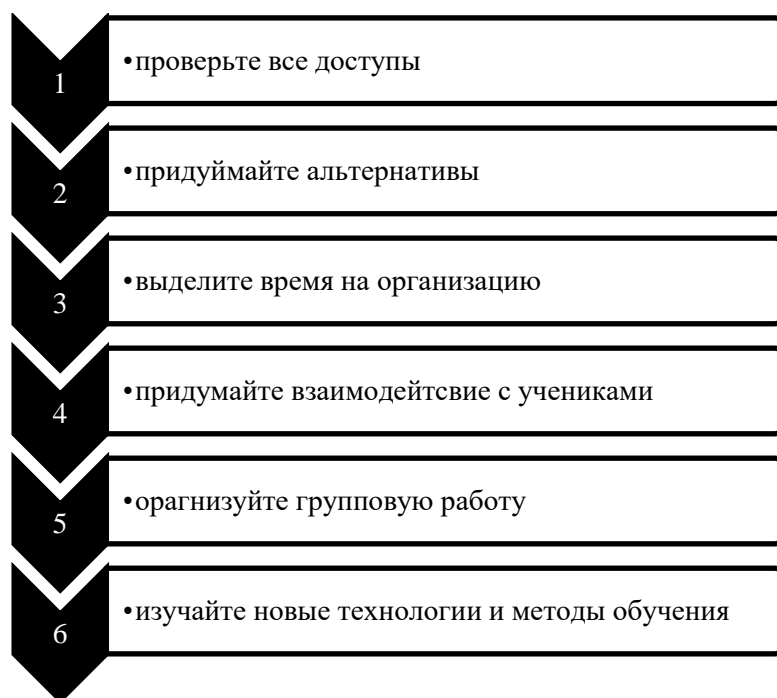 1
•проверьте все доступы
2
•придуймайте альтернативы
3
•выделите время на организацию
4
•придумайте взаимодейтсвие с учениками
5
•орагнизуйте групповую работу
6
•изучайте новые технологии и методы обучения